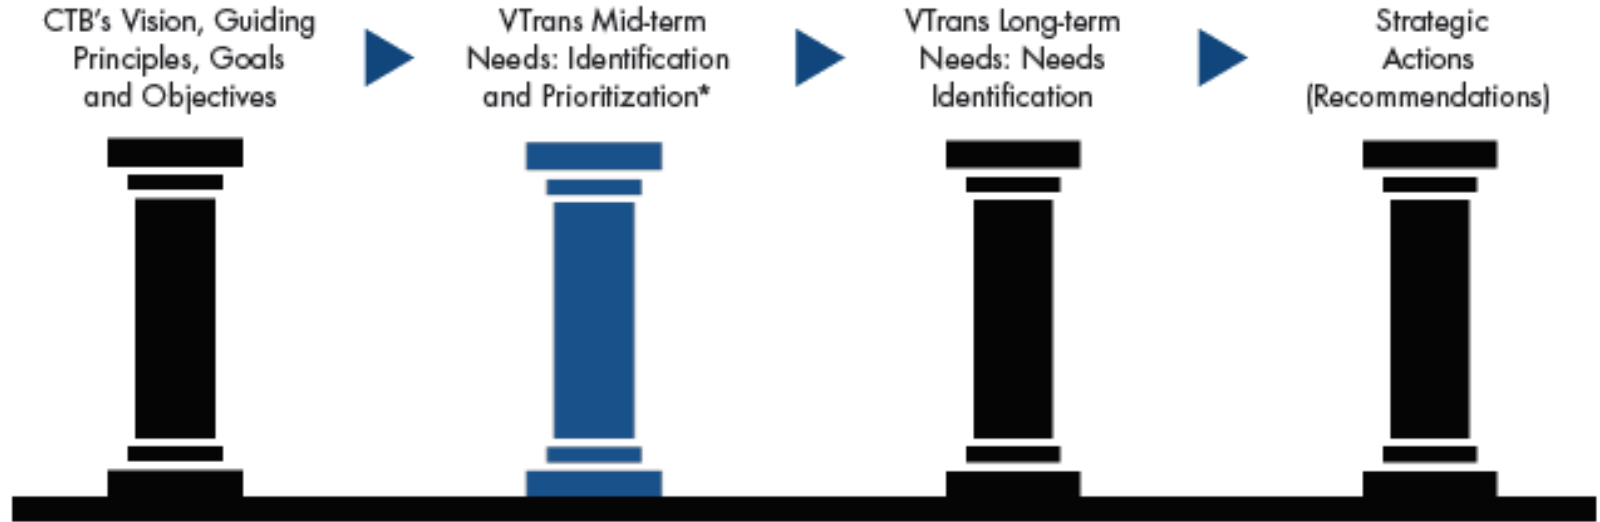 CTB's Vision, Guiding
Principles, Goals
and Objectives
VTrans Mid-term
Needs: Identification
and Prioritization*
VTrans Long-term
Needs: Needs
Identification
Strategic
Actions
(Recommendations)